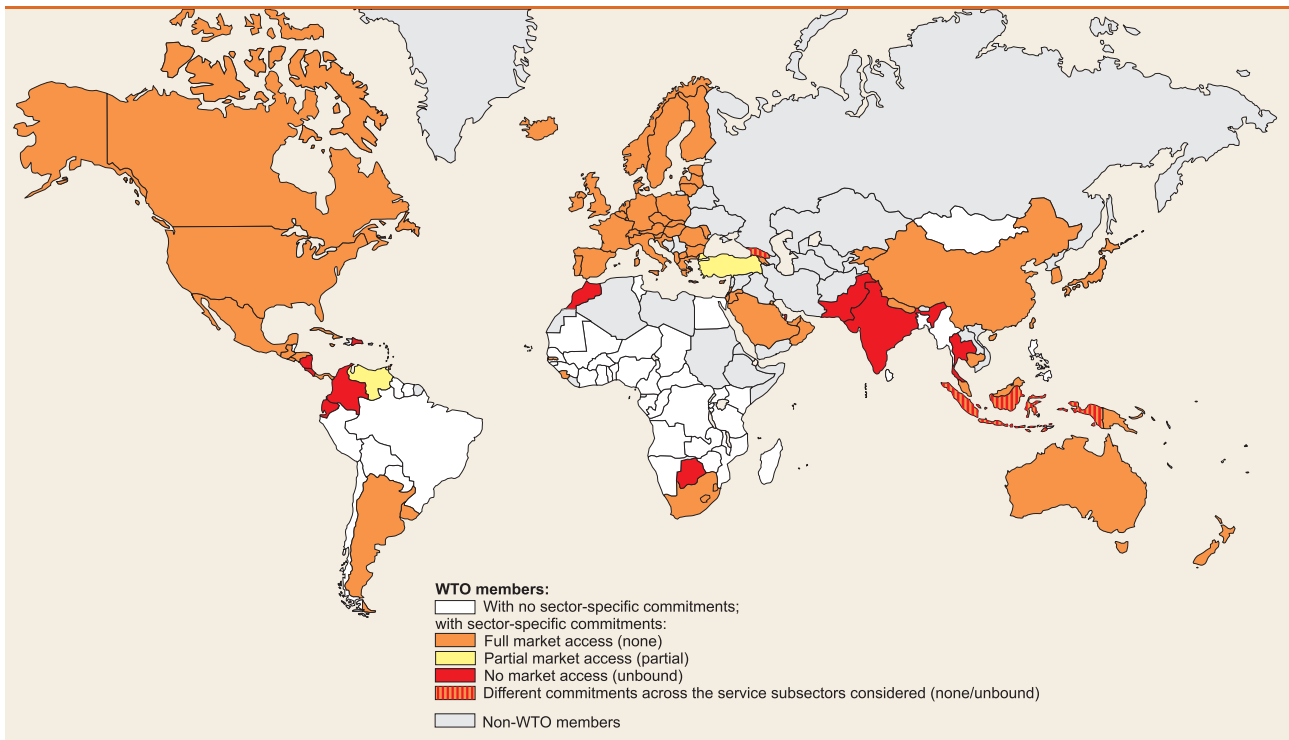 WTO members:
With no sector-specific commitments;
with sector-specific commitments:
Full market access (none)
Partial market access (partial)
No market access (unbound)
Different commitments across the service subsectors considered (none/unbound)
Non-WTO members